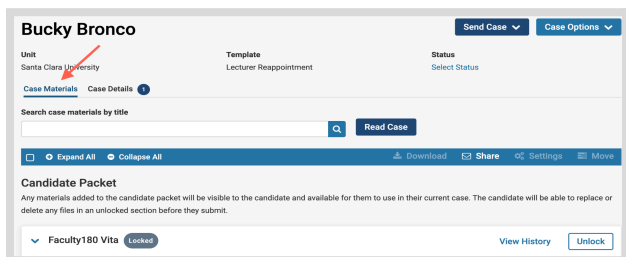 Bucky Bronco
Send Case
Case Options
Unit
Template
Status
Santa Clara University
Lecturer Reappointment
Select Status
Case Materials
Case Details
1
Search case materials by title
Read Case
Expand All
Collapse All
Download
Share
Settings
Move
Candidate Packet
Any materials added to the candidate packet will be visible to the candidate and available for them to use in their current case. The candidate will be able to replace or
delete any files in an unlocked section before they submit.
Faculty180 Vita
Locked
View History
Unlock